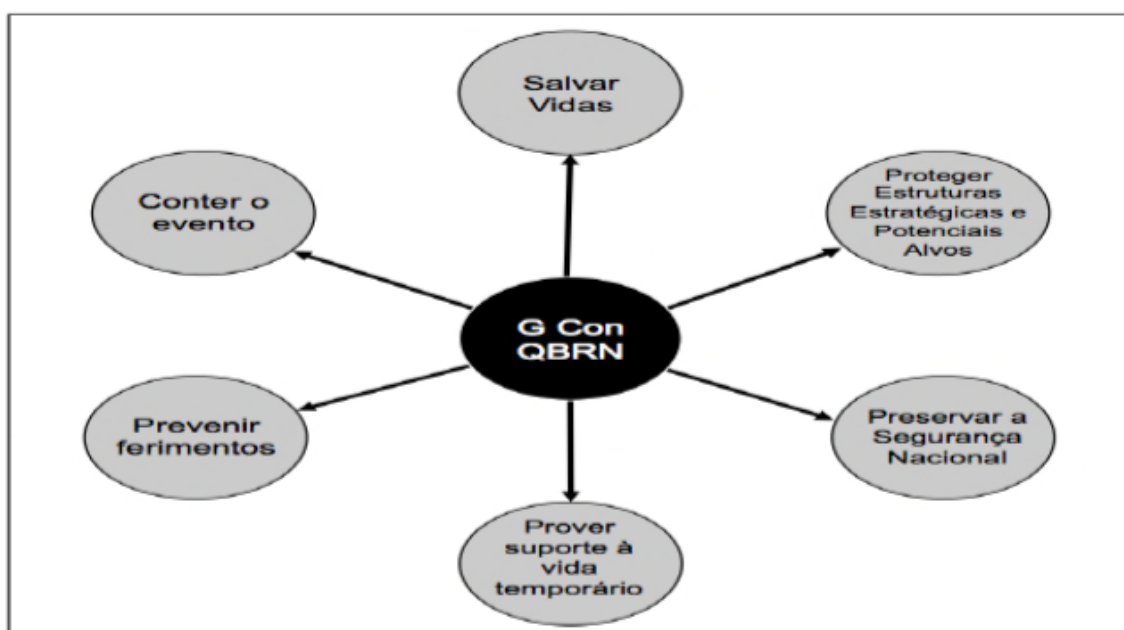 Salvar
Vidas
Conter o
evento
Proteger
Estruturas
Estratégicas e
Potenciais
Alvos
G Con
QBRN
Prevenir
ferimentos
Preservar a
Segurança
Nacional
Prover
suporte à
vida
temporário